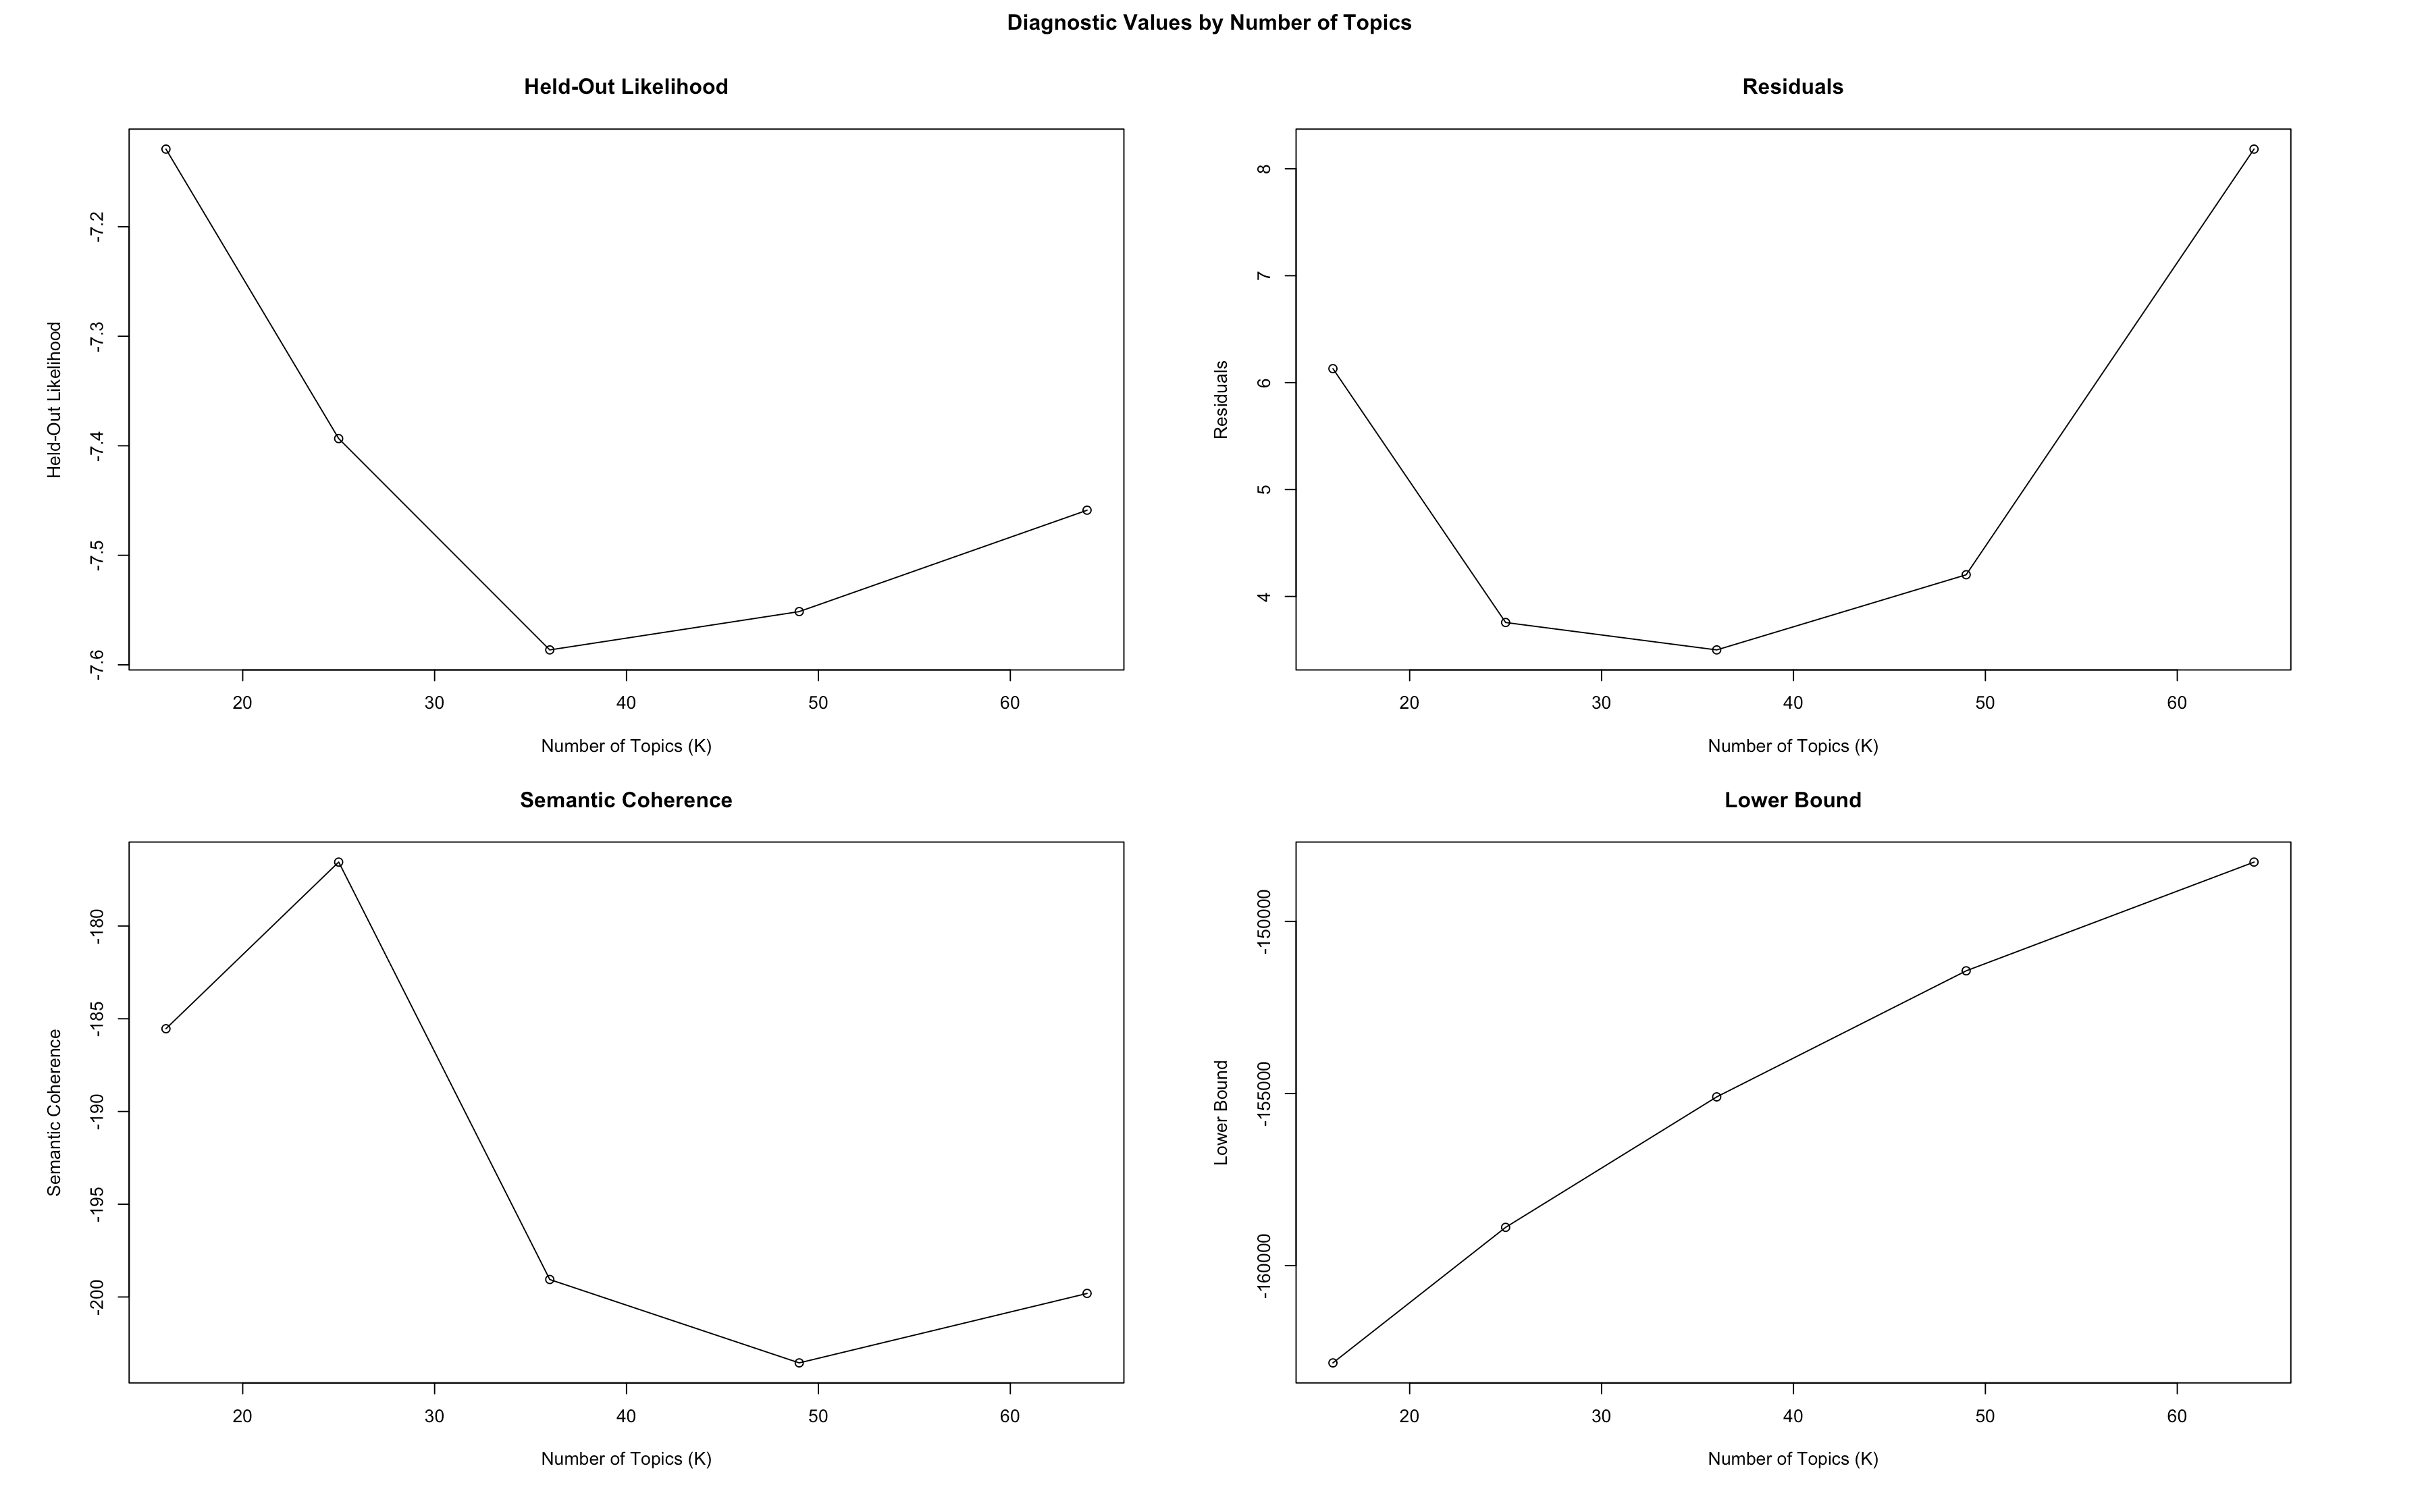 Diagnostic Values by Number of Topics
Held-Out Likelihood
Held-Out Likelihood
-7.2
-7.3
-7.4
-7.5
-7.6
20 30 40 50 60
Number of Topics (K)
Residuals
Residuals
8
7
6
5
4
20 30 40 50 60
Number of Topics (K)
Semantic Coherence
Semantic Coherence
-180
-185
-190
-195
-200
20 30 40 50 60
Number of Topics (K)
Lower Bound
Lower Bound
-150000
-155000
-160000
20 30 40 50 60
Number of Topics (K)